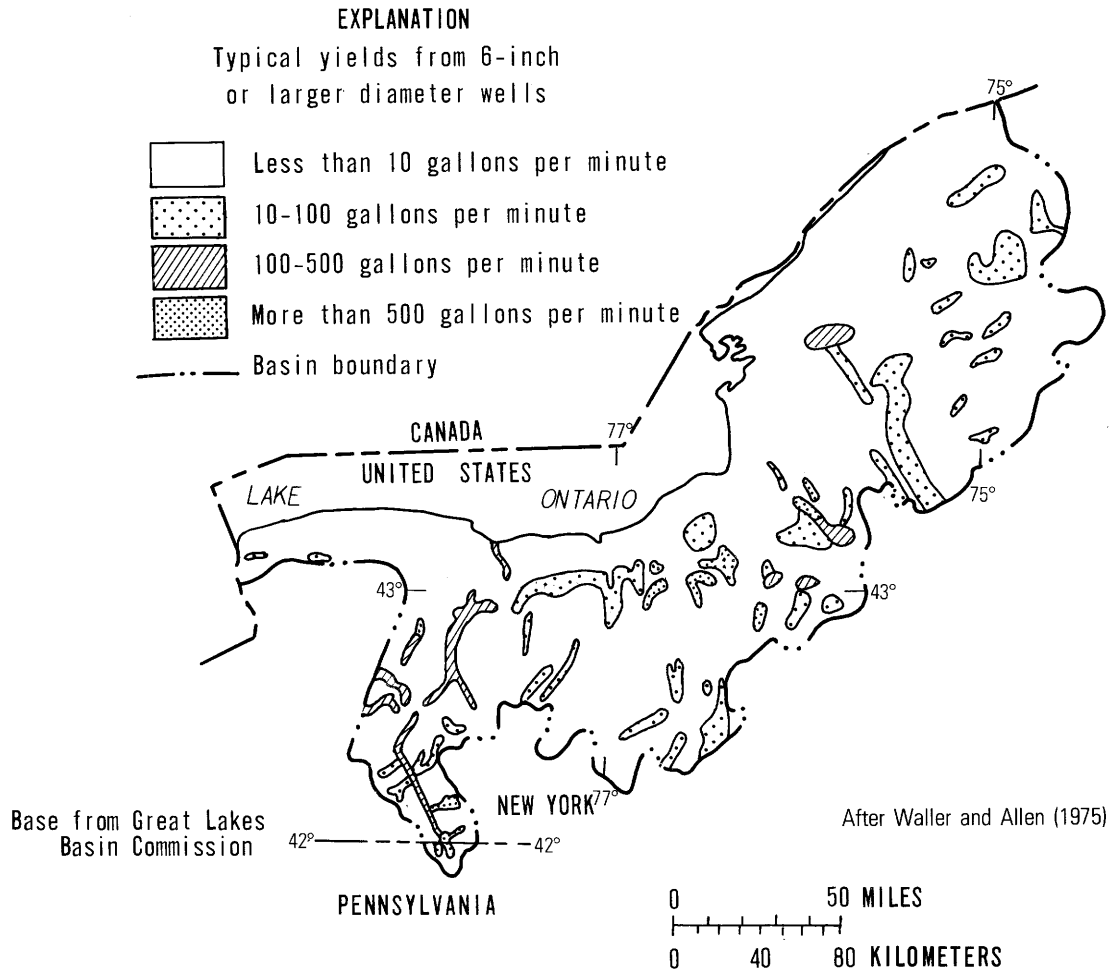 EXPLANATION
Typical yields from 6-inch
or larger diameter wells
Less than 10 gallons per minute
10-100 gallons per minute
100-500 gallons per minute
More than 500 gallons per minute
Basin boundary
75°
CANADA
77°
UNITED STATES
LAKE ONTARIO
75°
43°
43°
NEW YORK
77°
Base from Great Lakes
Basin Commission
42°
42°
After Waller and Allen (1975)
PENNSYLVANIA
0 50 MILES
0 40 80 KILOMETERS